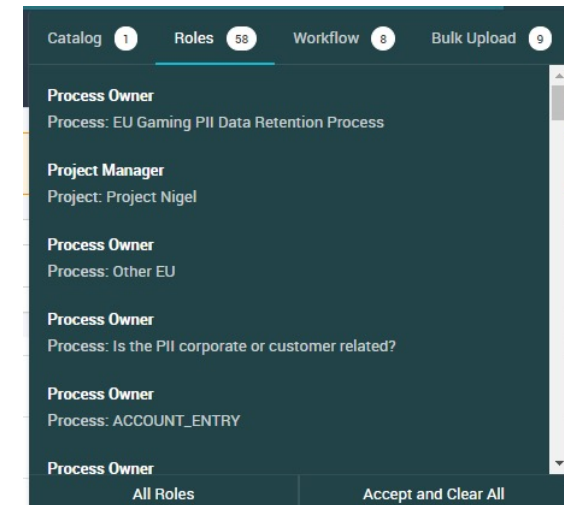 Catalog 1 Roles 58 Workflow 8 Bulk Upload 9
Process Owner
Process: EU Gaming PII Data Retention Process
Project Manager
Project: Project Nigel
Process Owner
Process: Other EU
Process Owner
Process: Is the PII corporate or customer related?
Process Owner
Process: ACCOUNT_ENTRY
Process Owner
All Roles Accept and Clear All